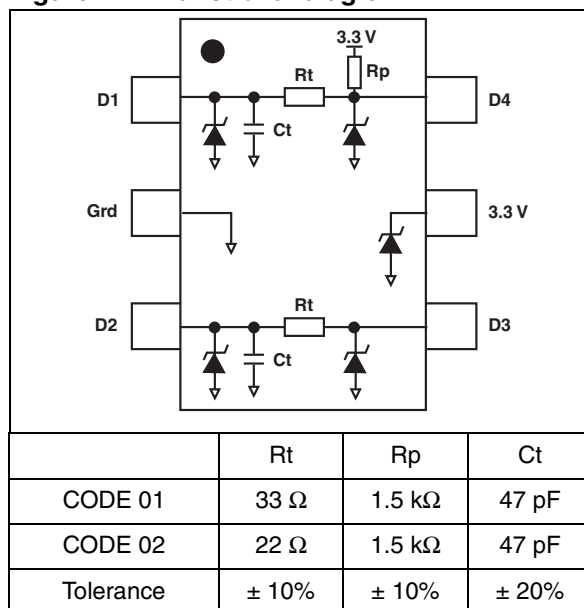 3.3 V
Rp
Rt
D1
D4
Ct
Grd
3.3 V
Rt
D2
D3
Ct
Rt Rp Ct
CODE 01 33 Ω 1.5 kΩ 47 pF
CODE 02 22 Ω 1.5 kΩ 47 pF
Tolerance ± 10% ± 10% ± 20%